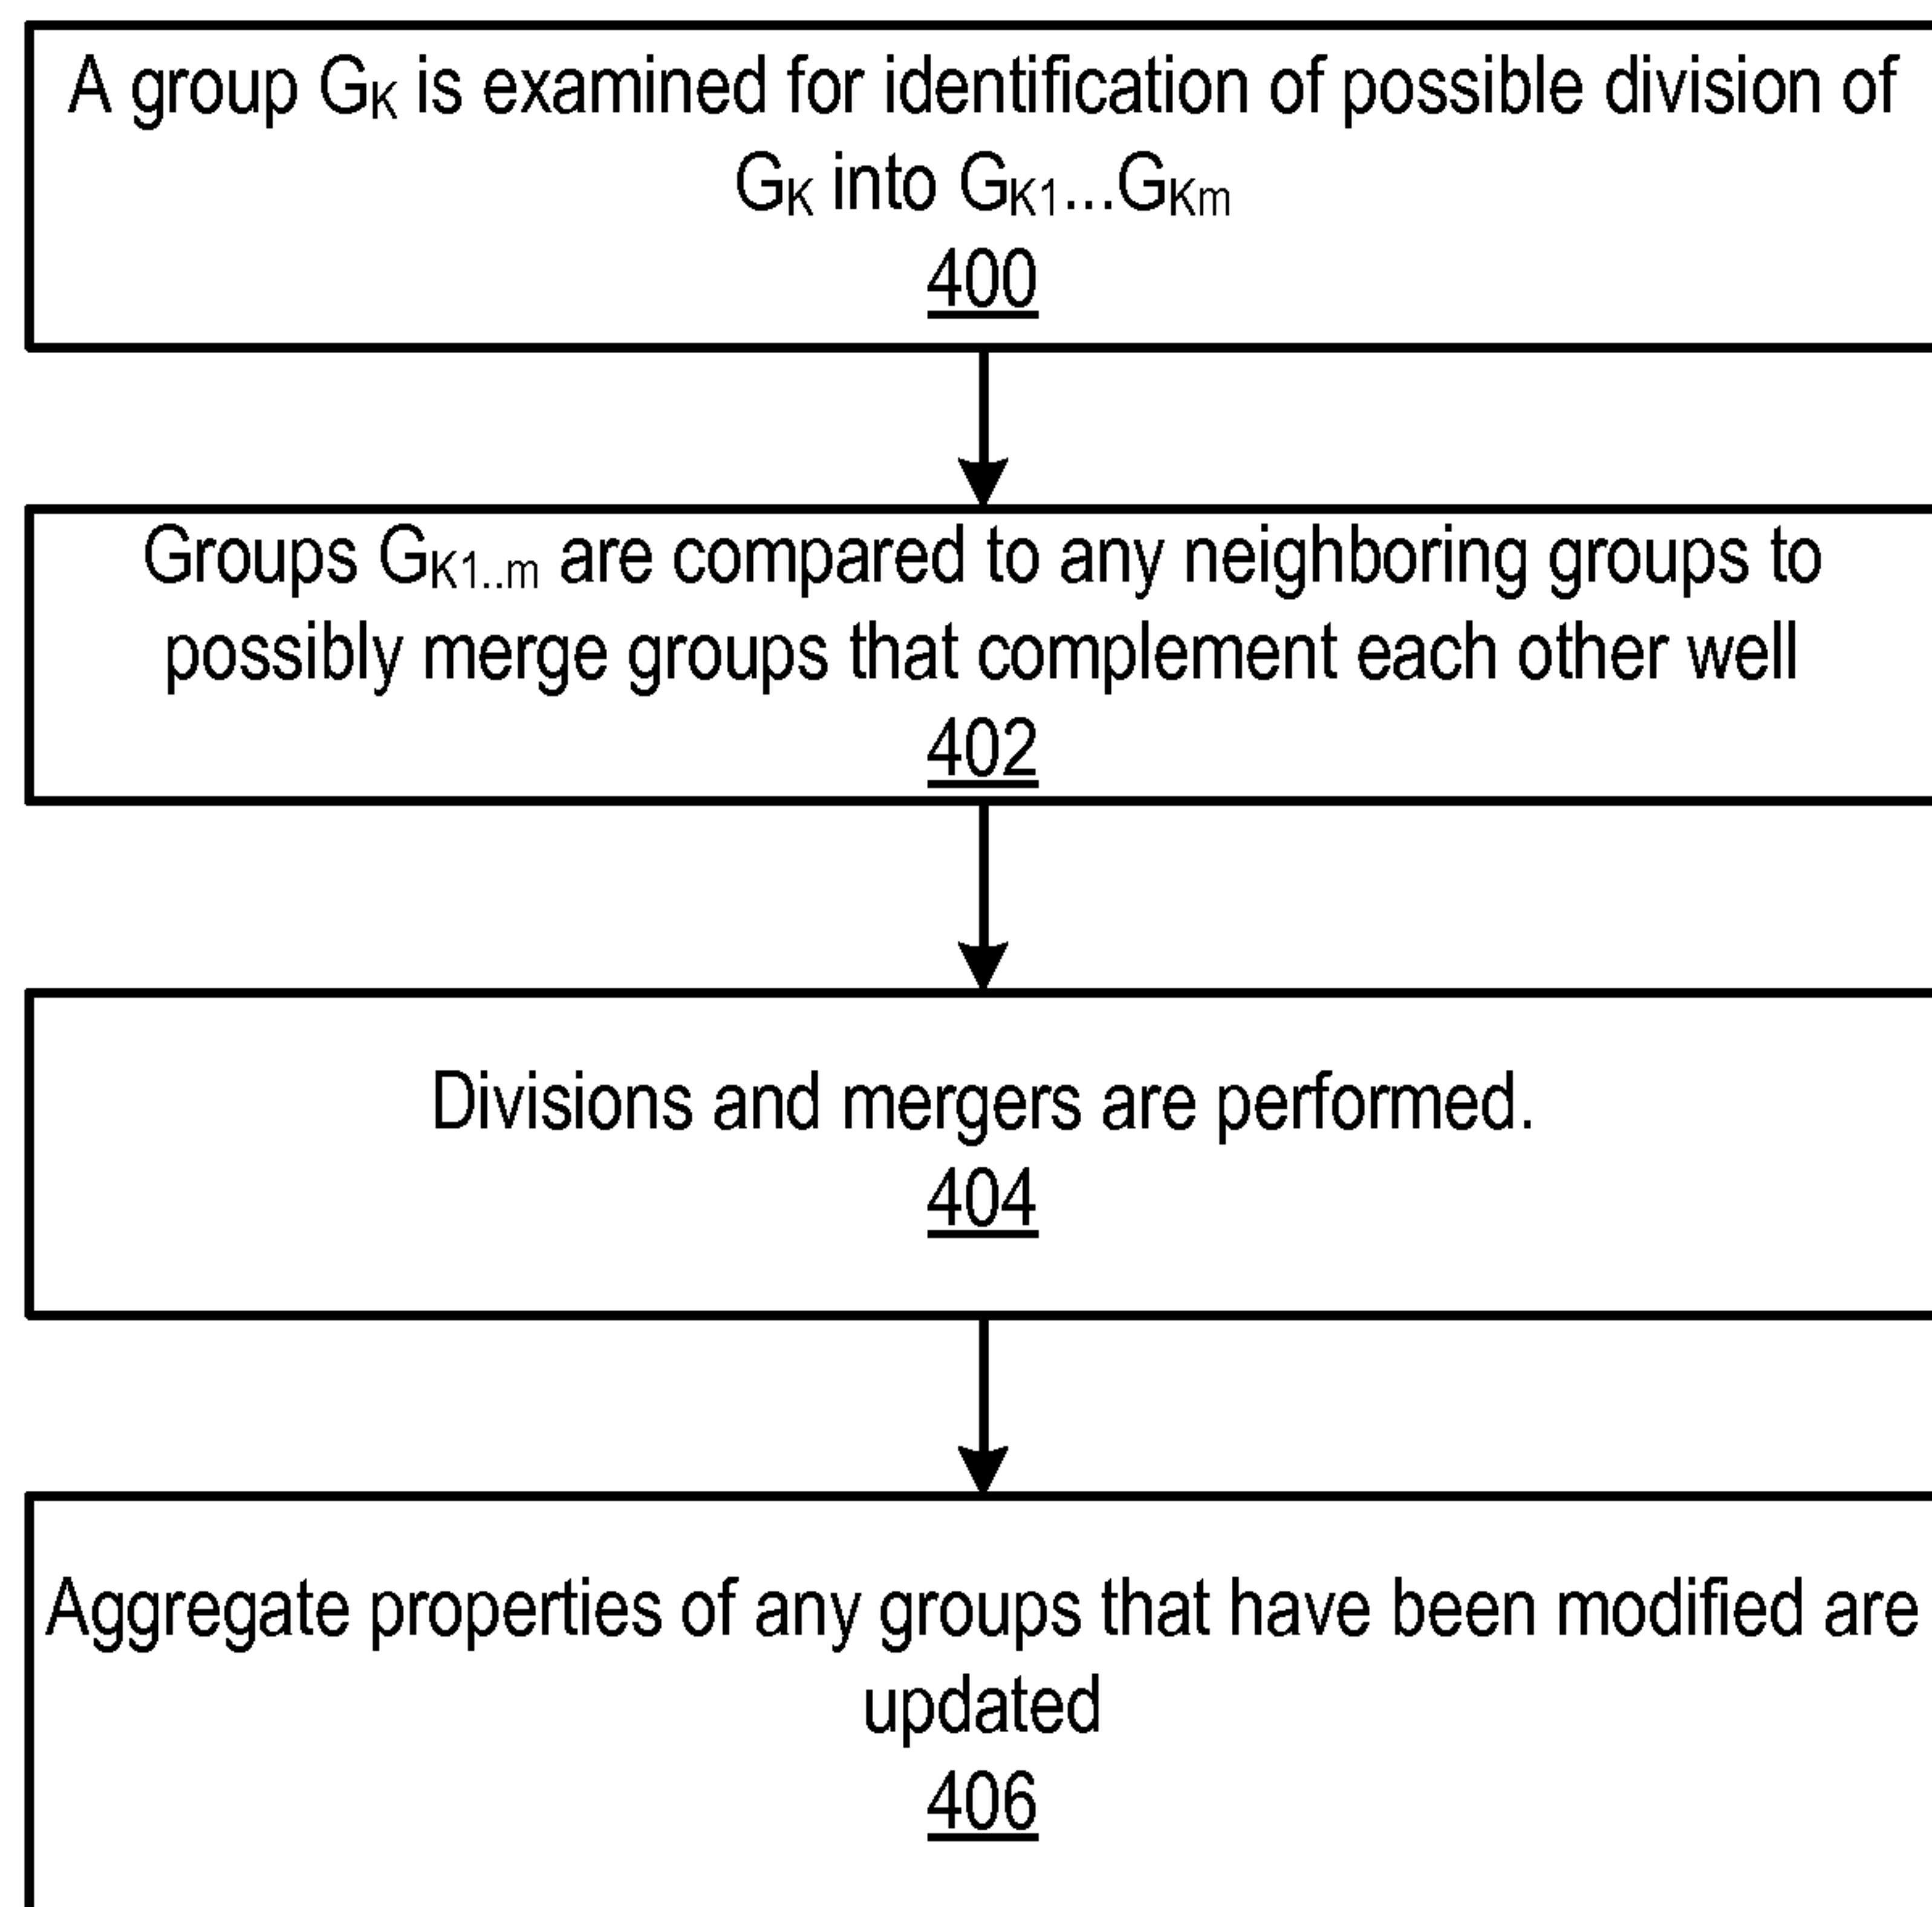 A group GK is examined for identification of possible division of
GK into GK1...GKm
400
Groups GK1..m are compared to any neighboring groups to
possibly merge groups that complement each other well
402
Divisions and mergers are performed.
404
Aggregate properties of any groups that have been modified are
updated
406